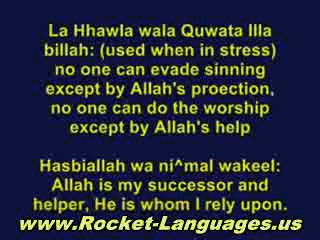 La Hhawla wala Quwata Illa
billah: (used when in stress)
no one can evade sinning
except by Allah's proection,
no one can do the worship
except by Allah's help
Hasbiallah wa ni^mal wakeel:
Allah is my successor and
helper, He is whom I rely upon.
www.Rocket-Languages.us